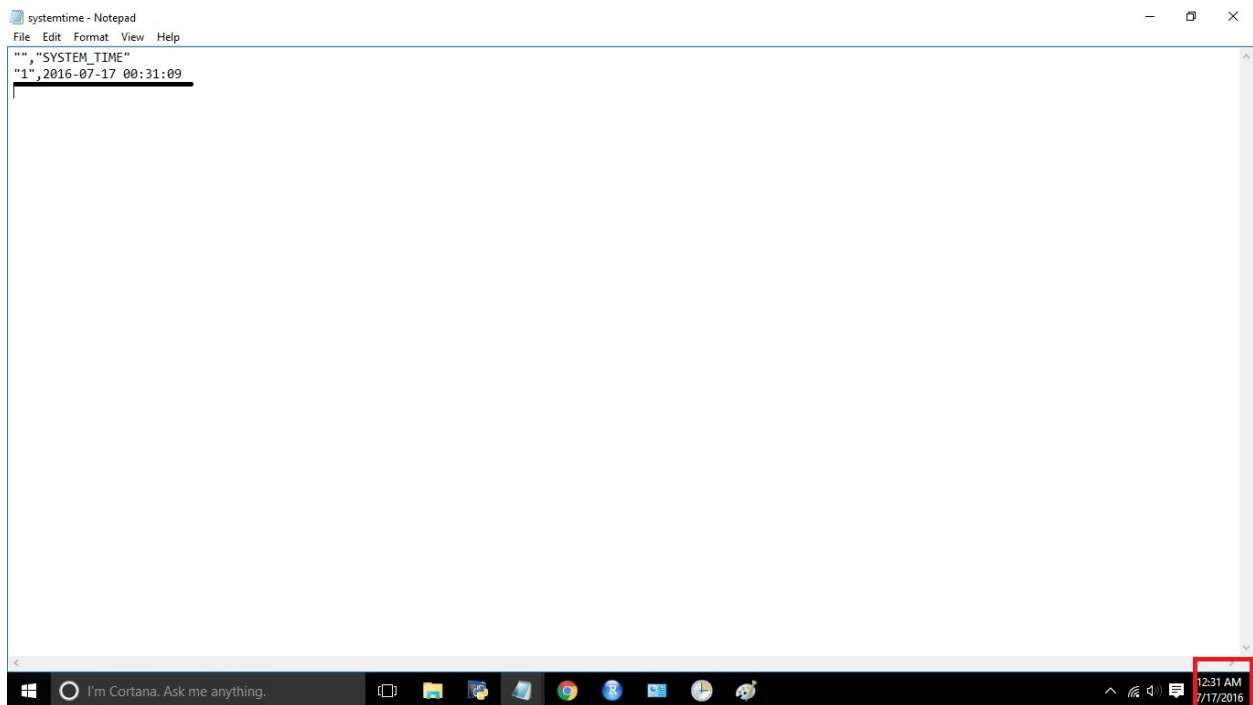 systemtime - Notepad
File Edit Format View Help
"","SYSTEM_TIME"
"1",2016-07-17 00:31:09
I'm Cortana. Ask me anything.
12:31 AM
7/17/2016